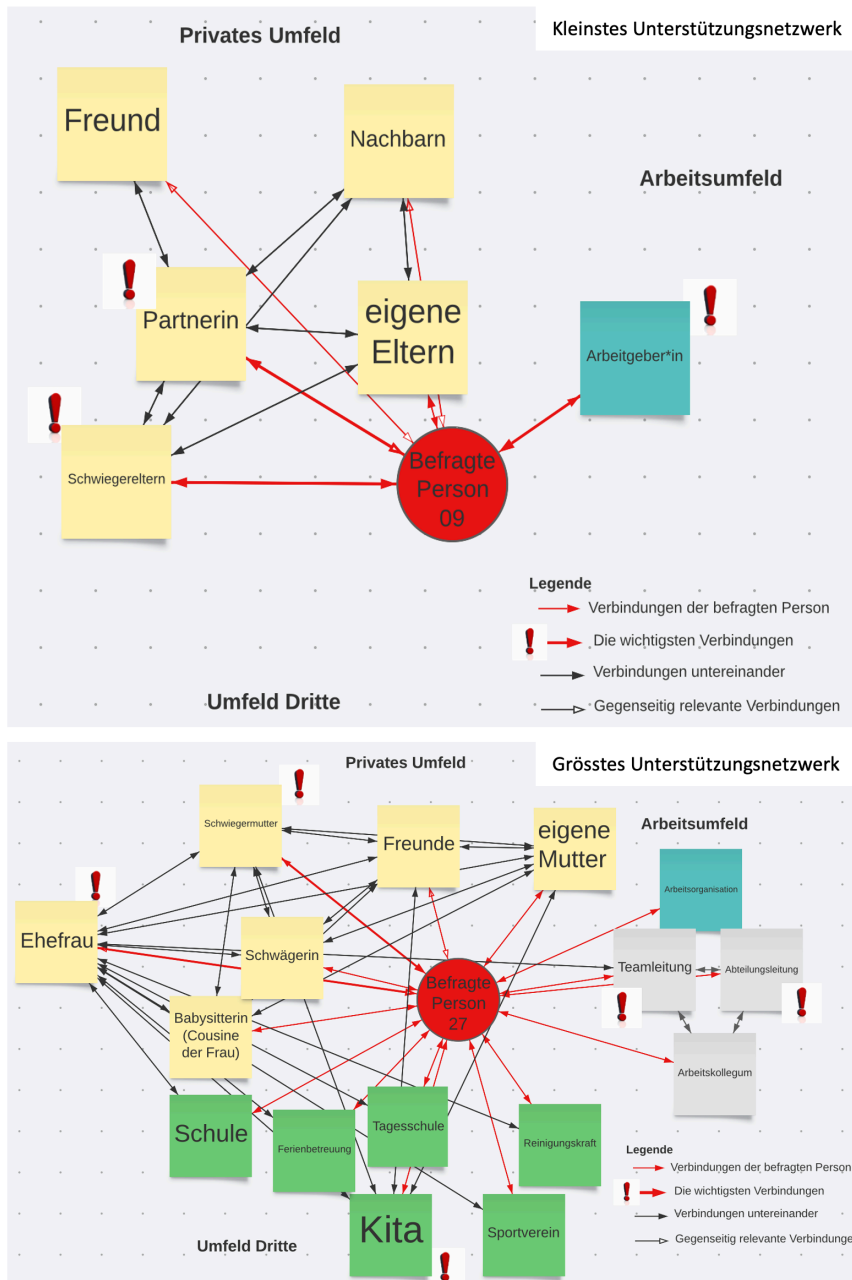 Kleinstes Unterstützungsnetzwerk
Privates Umfeld
Freund
Nachbarn
Arbeitsumfeld
Partnerin
eigene
Eltern
Arbeitgeber*in
Schwiegereltern
Befragte
Person
09
Legende
Verbindungen der befragten Person
Die wichtigsten Verbindungen
Verbindungen untereinander
Gegenseitig relevante Verbindungen
Umfeld Dritte
Grösstes Unterstützungsnetzwerk
Privates Umfeld
Schwiegermutter
Freunde
eigene
Mutter
Arbeitsumfeld
Arbeitsorganisation
Ehefrau
Schwägerin
Teamleitung
Abteilungsleitung
Befragte
Person
27
Babysitterin
(Cousine
der Frau)
Arbeitskollegum
Schule
Ferienbetreuung
Tagesschule
Reinigungskraft
Kita
Sportverein
Legende
Verbindungen der befragten Person
Die wichtigsten Verbindungen
Verbindungen untereinander
Gegenseitig relevante Verbindunge
Umfeld Dritte